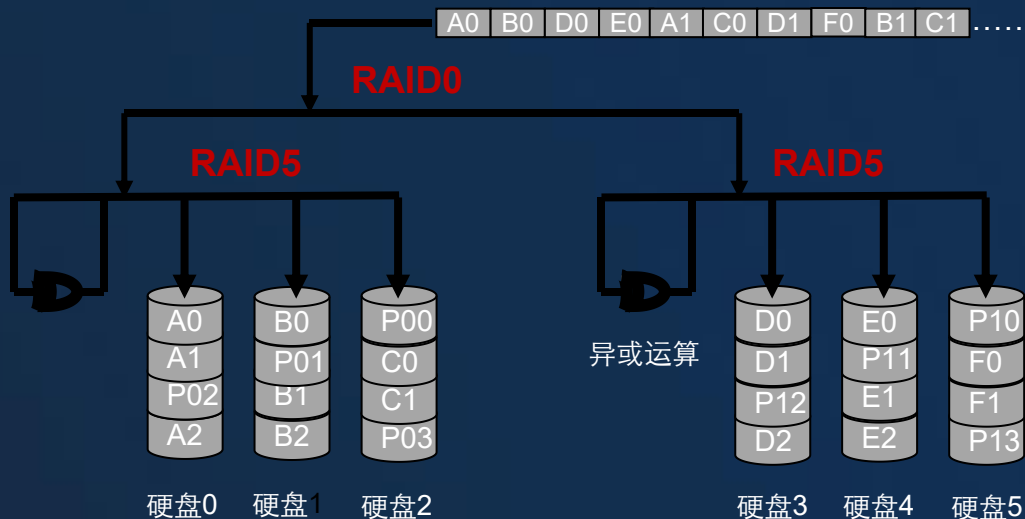 A0 B0 D0 E0 A1 C0 D1 F0 B1 C1 .....
RAID0
RAID5 RAID5
A0 B0 P00 D0 E0 P10
A1 P01 C0 异或运算 D1 P11 F0
P02 B1 C1 P12 E1 F1
A2 B2 P03 D2 E2 P13
硬盘0 硬盘1 硬盘2 硬盘3 硬盘4 硬盘5